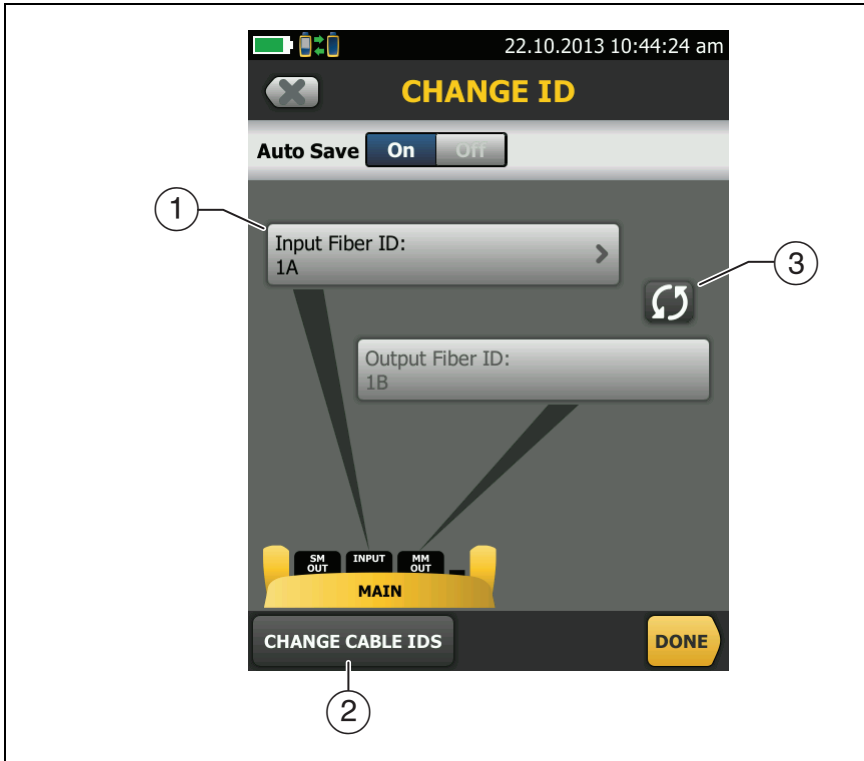 22.10.2013 10:44:24 am
CHANGE ID
Auto Save On Off
1
Input Fiber ID:
1A
3
Output Fiber ID:
1B
SM
OUT
INPUT
MM
OUT
MAIN
CHANGE CABLE IDS
DONE
2